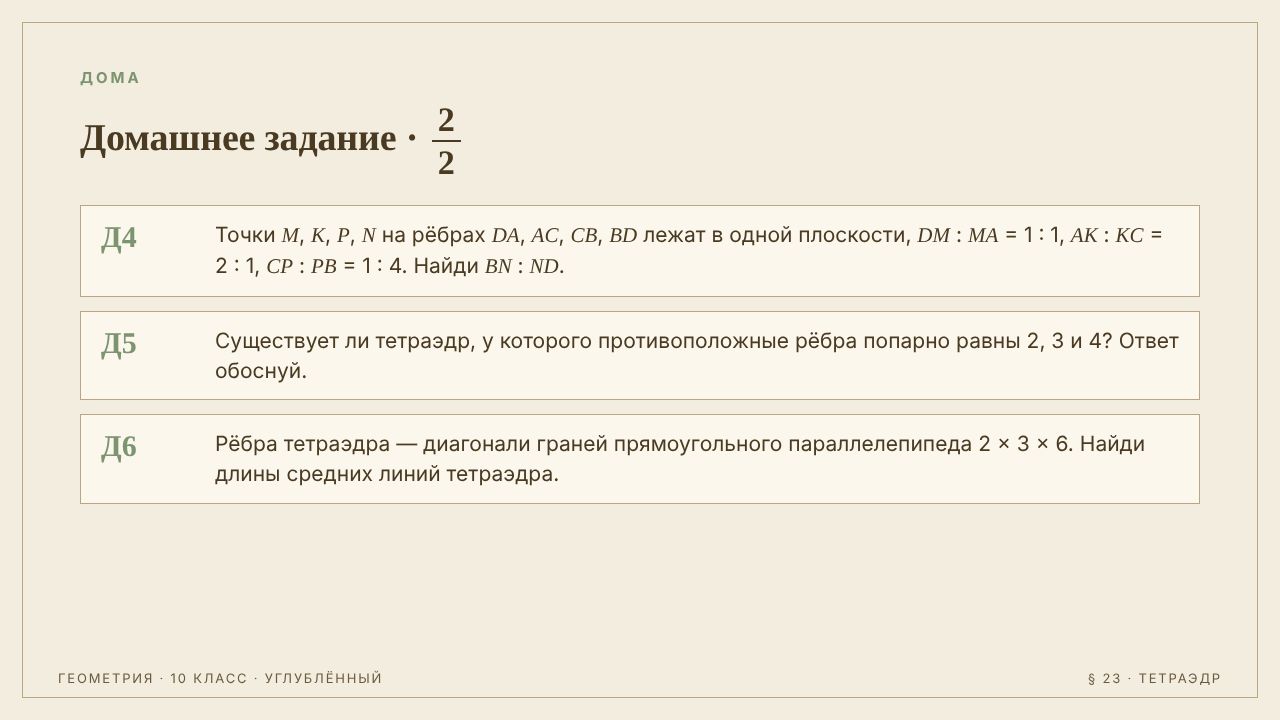 ДОМА
Домашнее задание · 2/2
Д4
Точки M, K, P, N на рёбрах DA, AC, CB, BD лежат в одной плоскости, DM : MA = 1 : 1, AK : KC =
2 : 1, CP : PB = 1 : 4. Найди BN : ND.
Д5
Существует ли тетраэдр, у которого противоположные рёбра попарно равны 2, 3 и 4? Ответ
обоснуй.
Д6
Рёбра тетраэдра — диагонали граней прямоугольного параллелепипеда 2 × 3 × 6. Найди
длины средних линий тетраэдра.
ГЕОМЕТРИЯ · 10 КЛАСС · УГЛУБЛЁННЫЙ
§ 23 · ТЕТРАЭДР